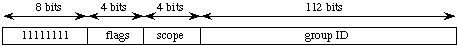 8 bits 4 bits 4 bits 112 bits
11111111 flags scope group ID